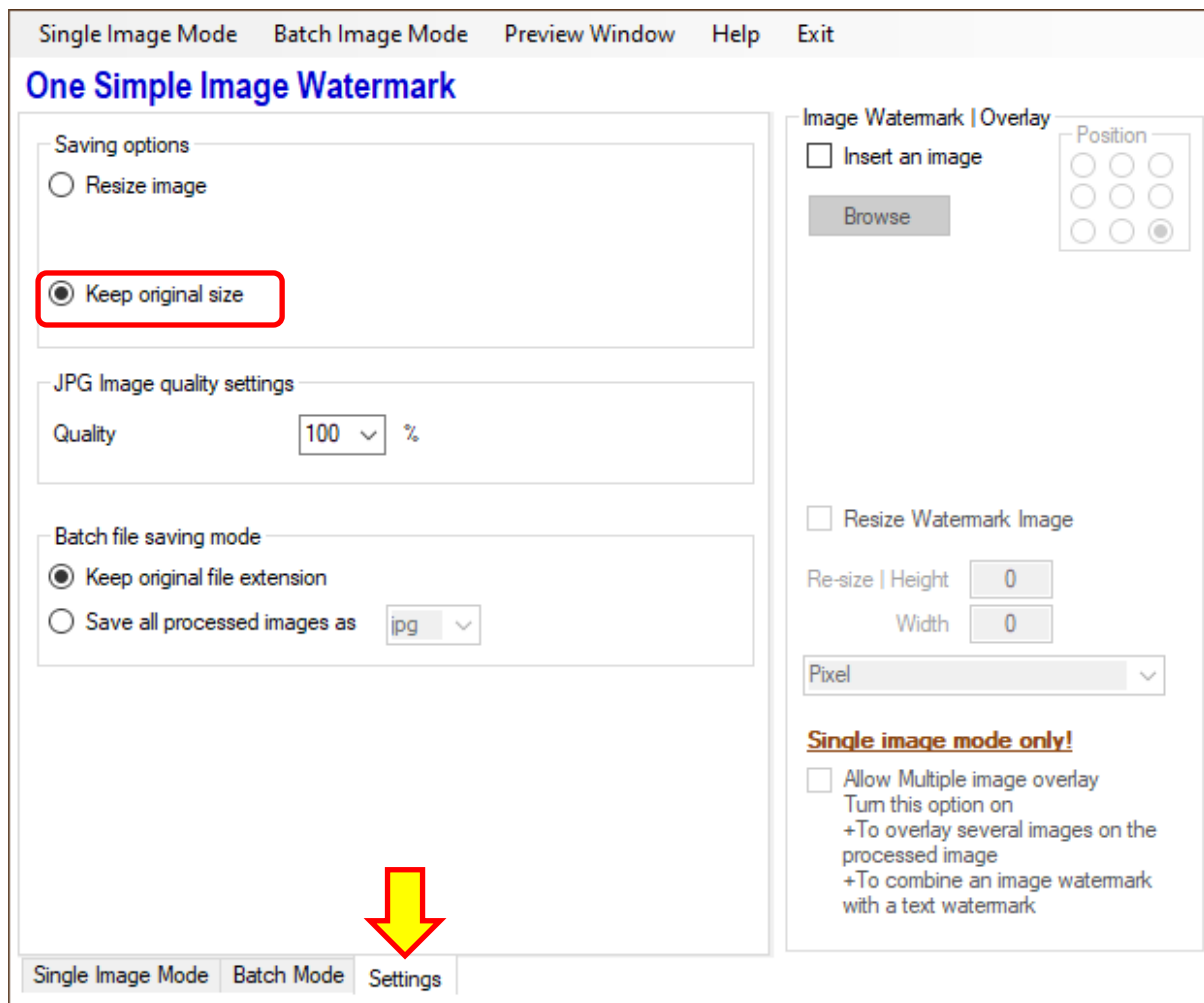 Single Image Mode Batch Image Mode Preview Window Help Exit
One Simple Image Watermark
Saving options
Resize image
Keep original size
JPG Image quality settings
Quality 100 %
Batch file saving mode
Keep original file extension
Save all processed images as jpg
Image Watermark | Overlay
Position
Insert an image
Browse
Resize Watermark Image
Re-size | Height 0
Width 0
Pixel
Single image mode only!
Allow Multiple image overlay
Turn this option on
+To overlay several images on the
processed image
+To combine an image watermark
with a text watermark
Single Image Mode Batch Mode Settings